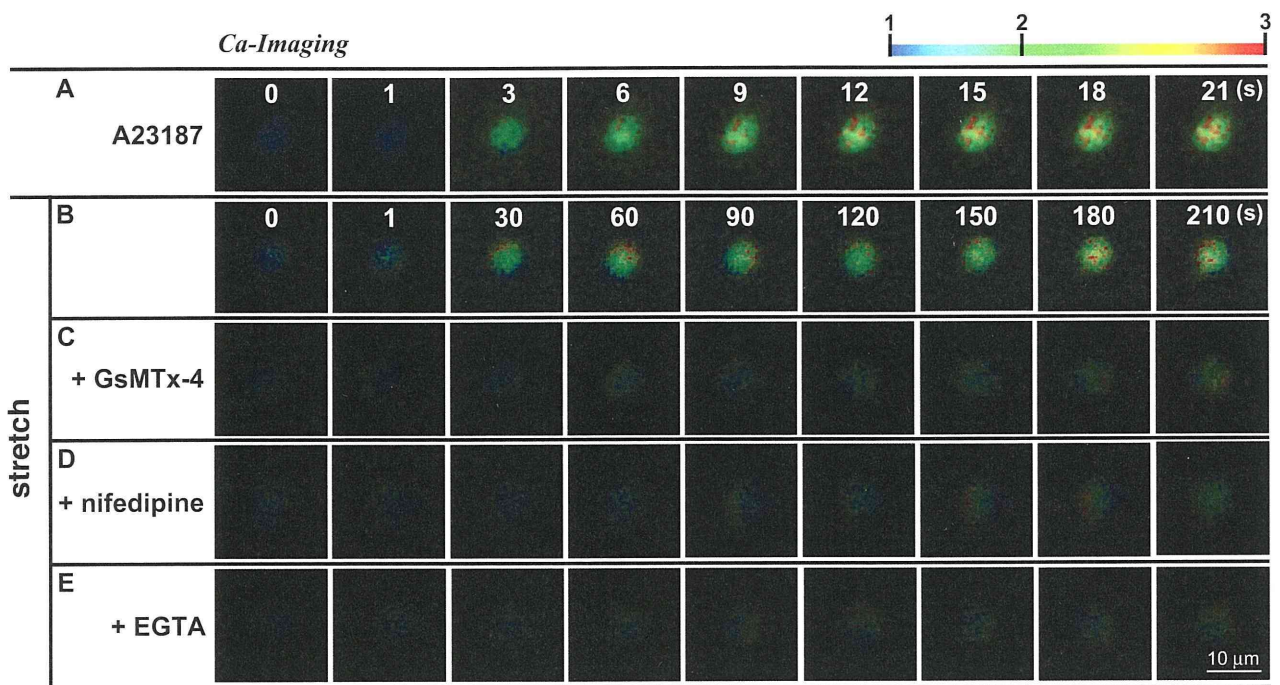 Ca-Imaging
1 2 3
A
A23187
0 1 3 6 9 12 15 18 21 (s)
stretch
B
0 1 30 60 90 120 150 180 210 (s)
C
+ GsMTx-4
D
+ nifedipine
E
+ EGTA
10 µm